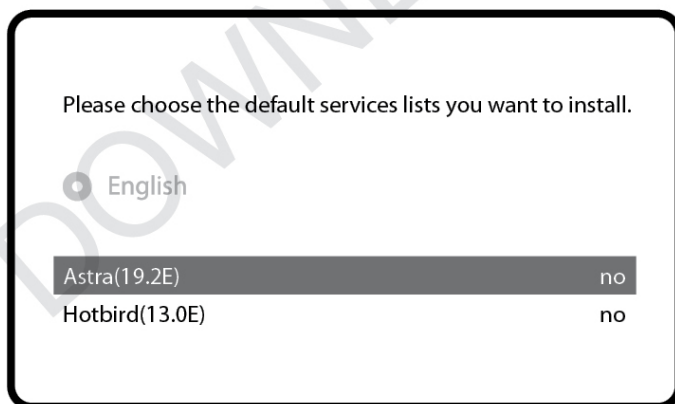 Please choose the default services lists you want to install.
English
Astra(19.2E) no
Hotbird(13.0E) no